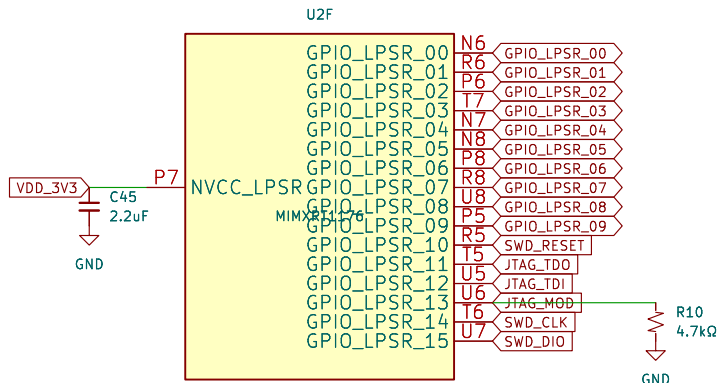 U2F
GPIO_LPSR_00 N6 GPIO_LPSR_00
GPIO_LPSR_01 R6 GPIO_LPSR_01
GPIO_LPSR_02 P6 GPIO_LPSR_02
GPIO_LPSR_03 T7 GPIO_LPSR_03
GPIO_LPSR_04 N7 GPIO_LPSR_04
GPIO_LPSR_05 N8 GPIO_LPSR_05
GPIO_LPSR_06 P8 GPIO_LPSR_06
VDD_3V3 P7 NVCC_LPSR GPIO_LPSR_07 R8 GPIO_LPSR_07
C45
2.2uF
GND
GPIO_LPSR_08 U8 GPIO_LPSR_08
MIMXRT1176
GPIO_LPSR_09 P5 GPIO_LPSR_09
GPIO_LPSR_10 R5 SWD_RESET
GPIO_LPSR_11 T5 JTAG_TDO
GPIO_LPSR_12 U5 JTAG_TDI
GPIO_LPSR_13 U6 JTAG_MOD
GPIO_LPSR_14 T6 SWD_CLK
GPIO_LPSR_15 U7 SWD_DIO
R10
4.7kΩ
GND